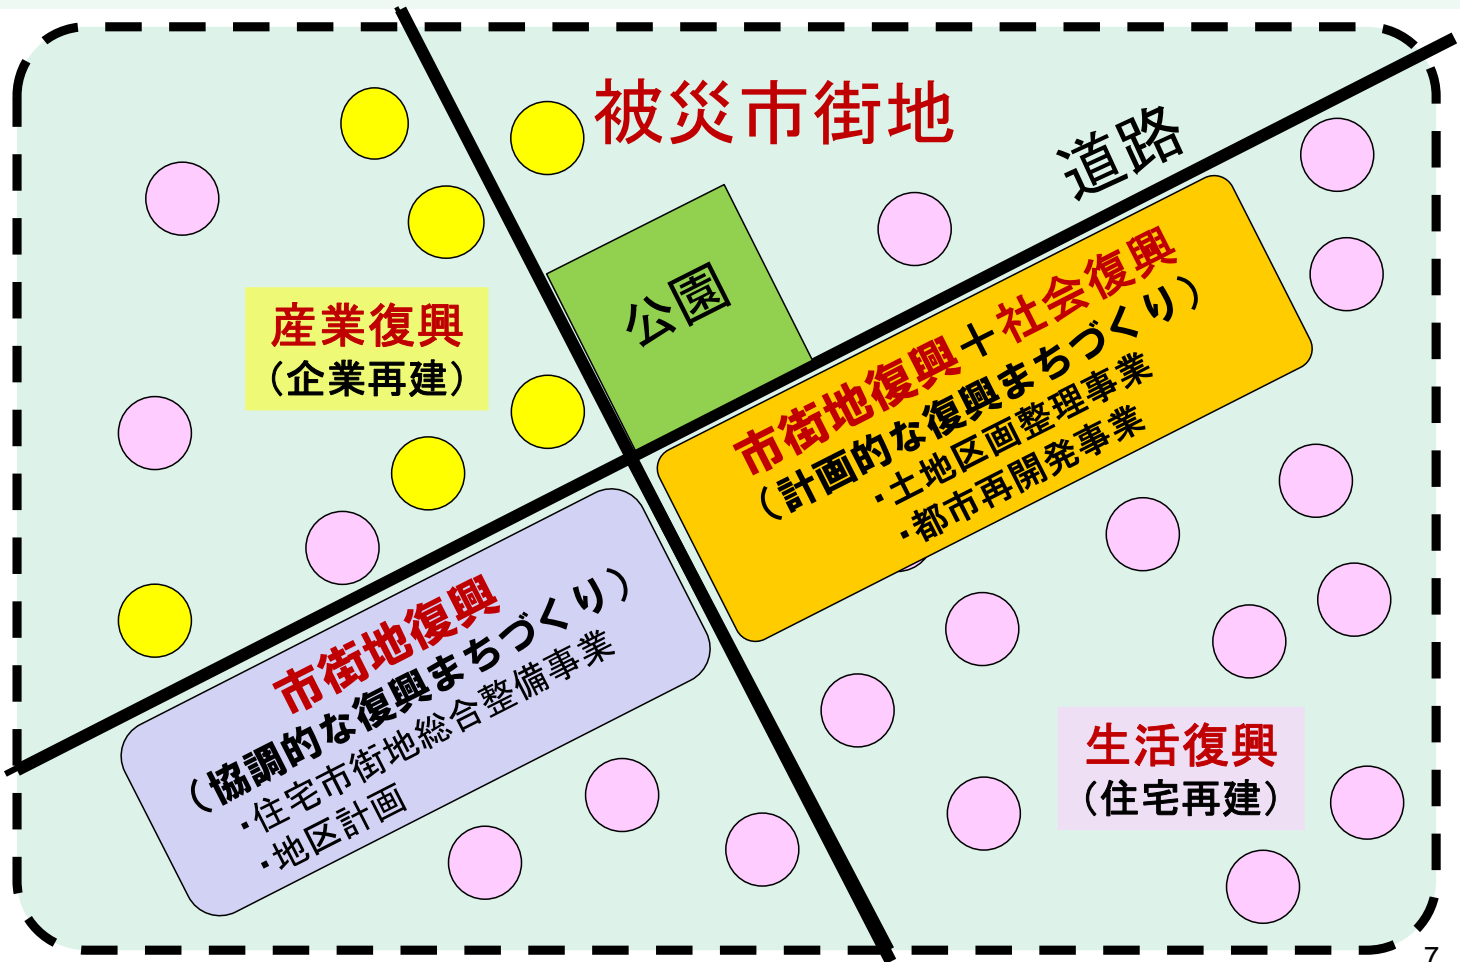 被災市街地
道路
公園
産業復興
（企業再建）
市街地復興＋社会復興
（計画的な復興まちづくり）
・土地区画整理事業
・都市再開発事業
市街地復興
（協調的な復興まちづくり）
・住宅市街地総合整備事業
・地区計画
生活復興
（住宅再建）
7